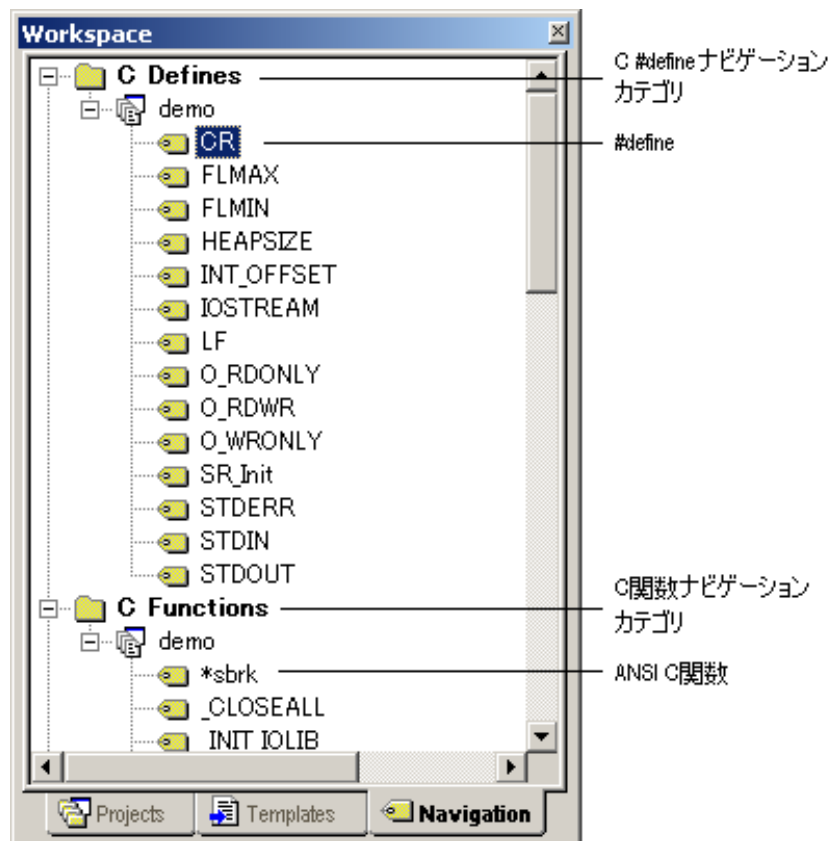 Workspace
C Defines
demo
CR
FLMAX
FLMIN
HEAPSIZE
INT_OFFSET
IOSTREAM
LF
O_RDONLY
O_RDWR
O_WRONLY
SR_Init
STDERR
STDIN
STDOUT
C Functions
demo
*sbrk
_CLOSEALL
_INIT_IOLIB
Projects
Templates
Navigation
C #defineナビゲーション
カテゴリ
#define
C関数ナビゲーション
カテゴリ
ANSI C関数